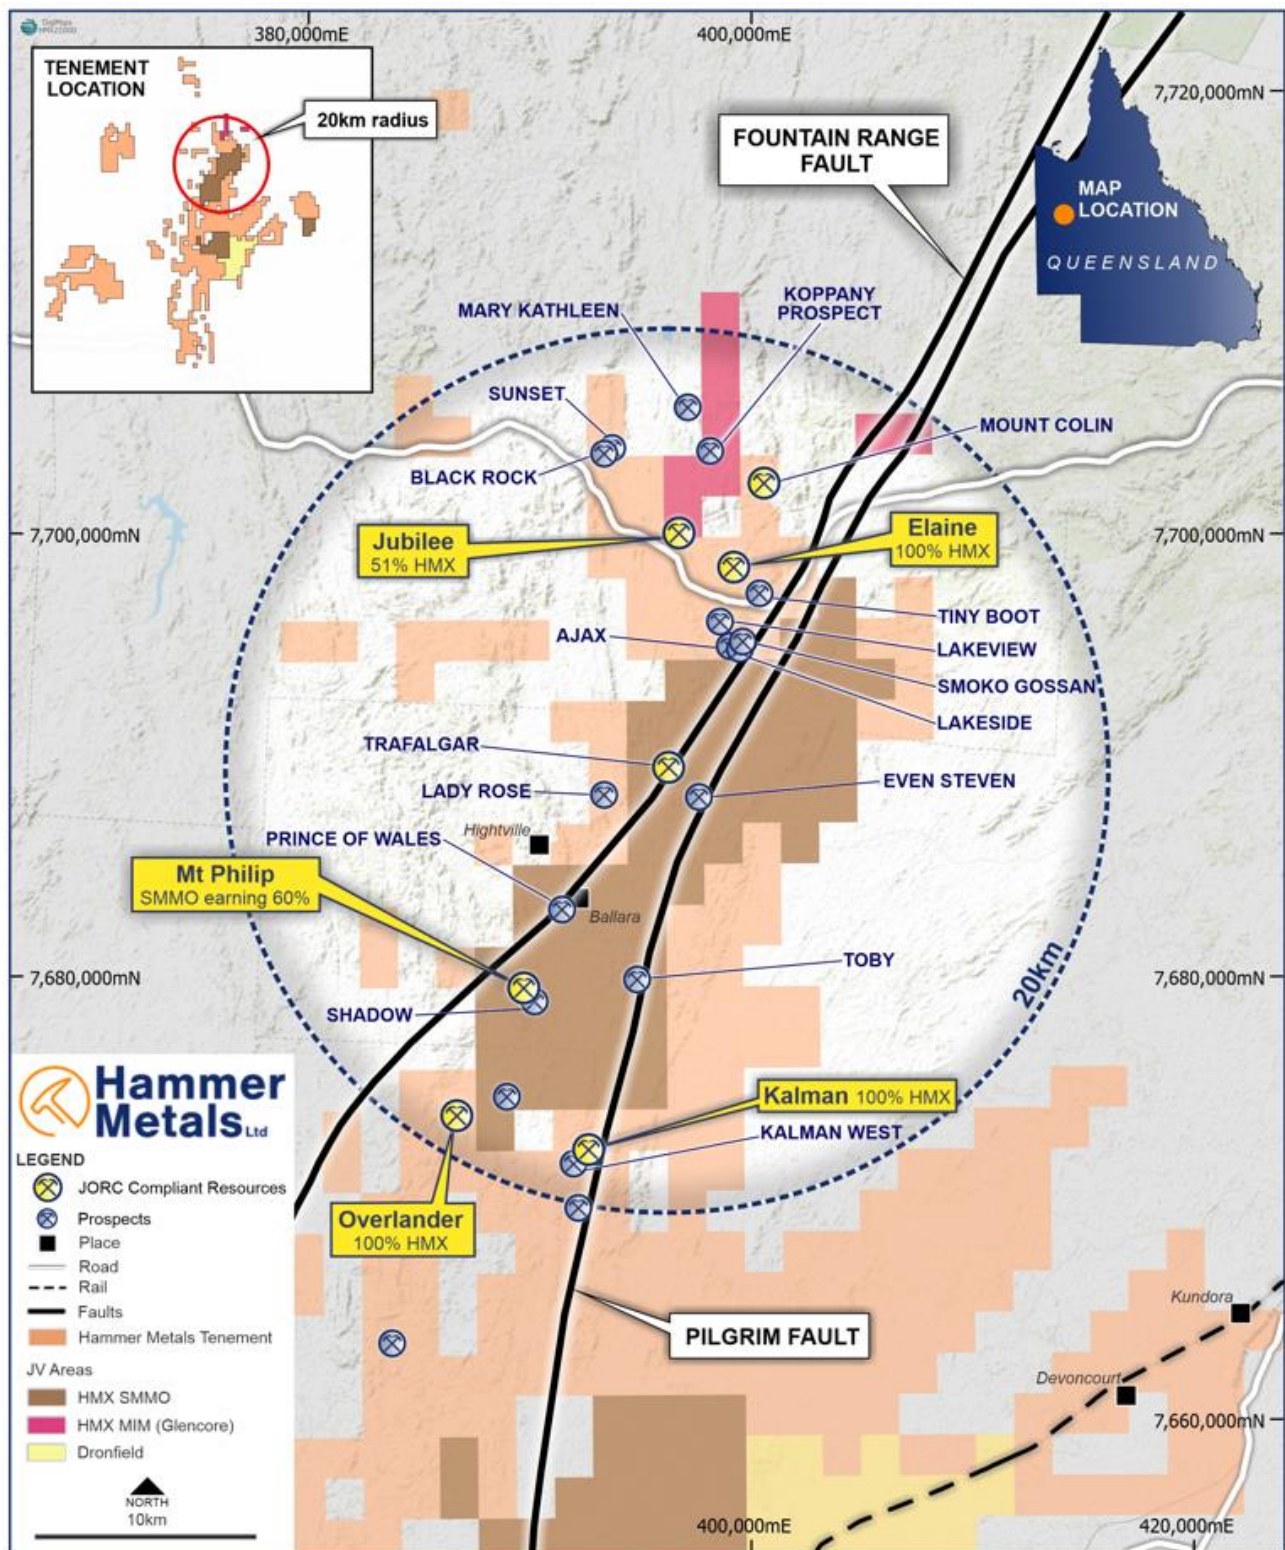 380,000mE
400,000mE
TENEMENT
LOCATION
20km radius
7,720,000mN
FOUNTAIN RANGE
FAULT
MAP
LOCATION
QUEENSLAND
MARY KATHLEEN
KOPPANY
PROSPECT
SUNSET
MOUNT COLIN
BLACK ROCK
7,700,000mN
Jubilee
51% HMX
Elaine
100% HMX
7,700,000mN
TINY BOOT
AJAX
LAKEVIEW
SMOKO GOSSAN
LAKESIDE
TRAFALGAR
LADY ROSE
EVEN STEVEN
Hightville
PRINCE OF WALES
Mt Philip
SMMO earning 60%
Ballara
TOBY
20km
7,680,000mN
7,680,000mN
SHADOW
Hammer
Metals Ltd
Kalman 100% HMX
KALMAN WEST
Overlander
100% HMX
LEGEND
JORC Compliant Resources
Prospects
Place
Road
Rail
Faults
Hammer Metals Tenement
JV Areas
HMX SMMO
HMX MIM (Glencore)
Dronfield
NORTH
10km
PILGRIM FAULT
Kundora
Devoncourt
7,660,000mN
400,000mE
420,000mE